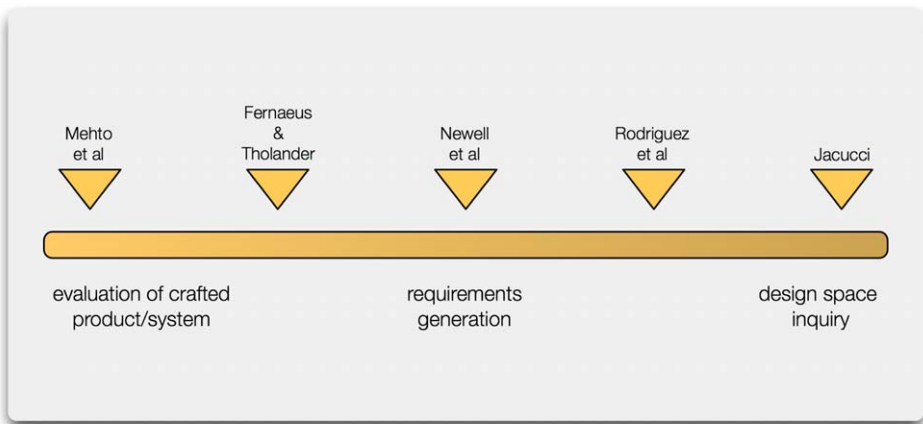 Mehto
et al
Fernaeus
&
Tholander
Newell
et al
Rodriguez
et al
Jacucci
evaluation of crafted
product/system
requirements
generation
design space
inquiry